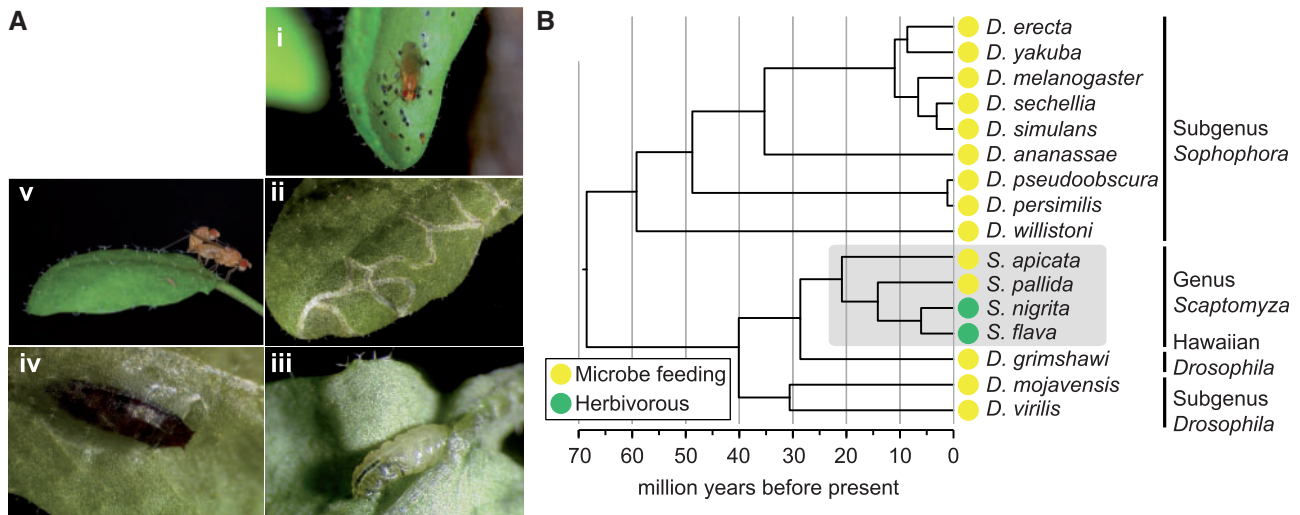 A
i
v
ii
iv
iii
B
D. erecta
D. yakuba
D. melanogaster
D. sechellia
D. simulans
D. ananassae
D. pseudoobscura
D. persimilis
D. willistoni
S. apicata
S. pallida
S. nigrita
S. flava
D. grimshawi
D. mojavensis
D. virilis
Subgenus
Sophophora
Genus
Scaptomyza
Hawaiian
Drosophila
Subgenus
Drosophila
Microbe feeding
Herbivorous
70 60 50 40 30 20 10 0
million years before present